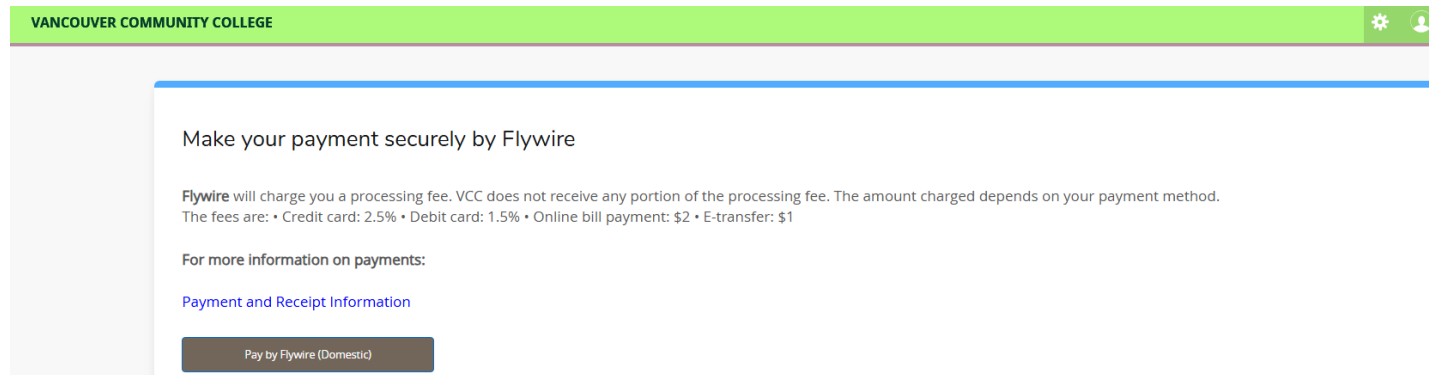 VANCOUVER COMMUNITY COLLEGE
Make your payment securely by Flywire
Flywire will charge you a processing fee. VCC does not receive any portion of the processing fee. The amount charged depends on your payment method.
The fees are: • Credit card: 2.5% • Debit card: 1.5% • Online bill payment: $2 • E-transfer: $1
For more information on payments:
Payment and Receipt Information
Pay by Flywire (Domestic)